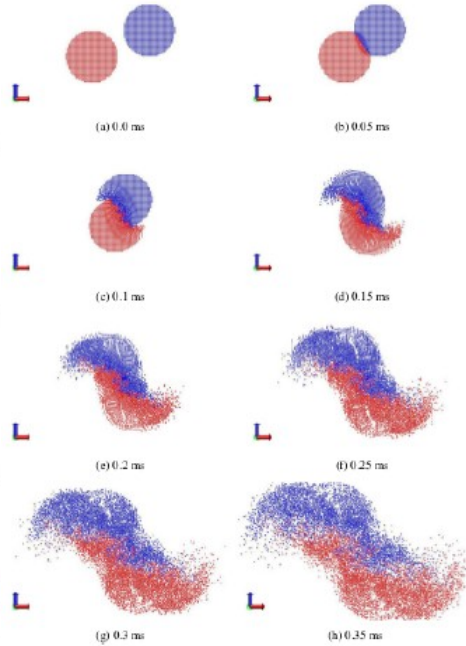 (a) 0.0 ms
(b) 0.05 ms
(c) 0.1 ms
(d) 0.15 ms
(e) 0.2 ms
(f) 0.25 ms
(g) 0.3 ms
(h) 0.35 ms